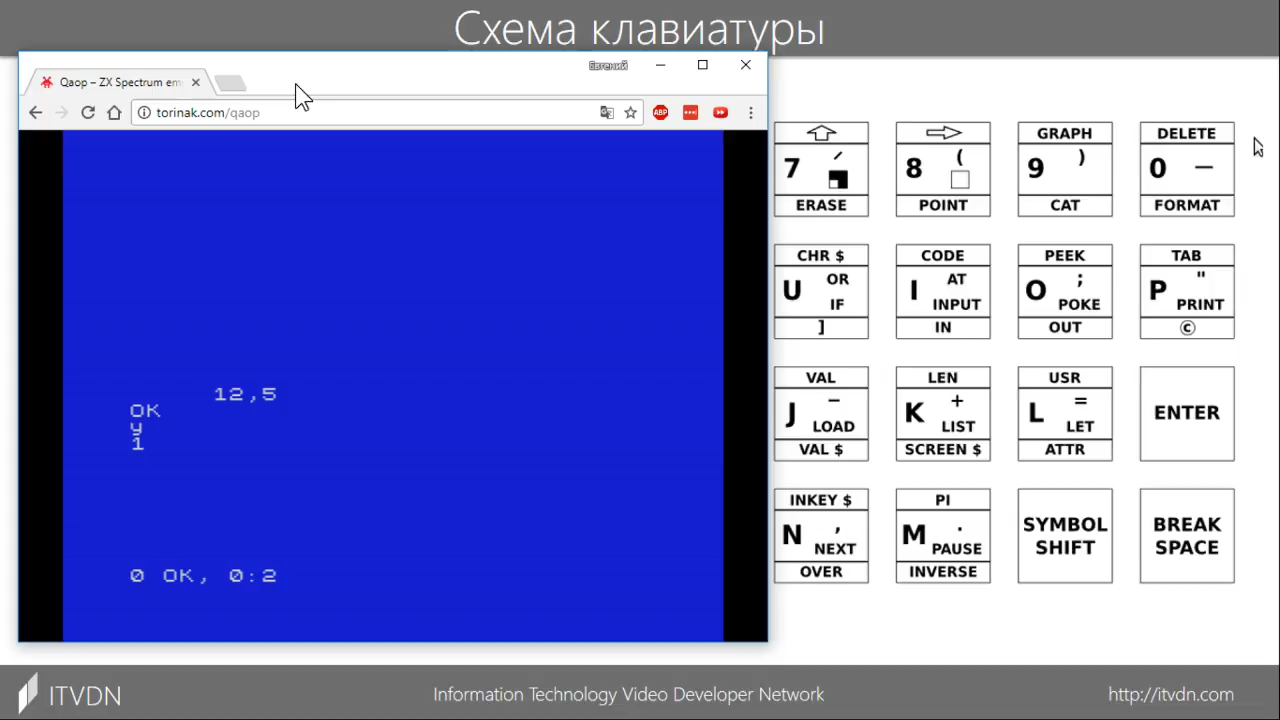 Схема клавиатуры
Евгений
Qaop – ZX Spectrum em
torinak.com/qaop
ABP
12,5
OK
y
1
0 OK, 0:2
7
ERASE
8 (
POINT
GRAPH
9 )
CAT
DELETE
0 —
FORMAT
CHR $
U OR
IF
]
CODE
I AT
INPUT
IN
PEEK
O ;
POKE
OUT
TAB
P "
PRINT
©
VAL
J −
LOAD
VAL $
LEN
K +
LIST
SCREEN $
USR
L =
LET
ATTR
ENTER
INKEY $
N ,
NEXT
OVER
PI
M .
PAUSE
INVERSE
SYMBOL
SHIFT
BREAK
SPACE
ITVDN
Information Technology Video Developer Network
http://itvdn.com